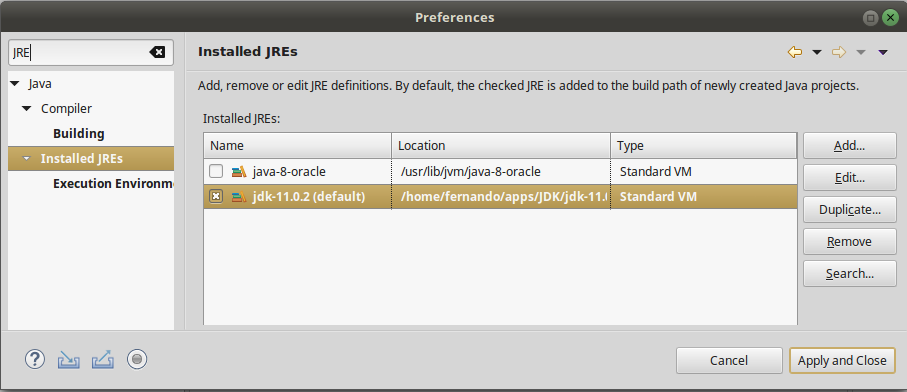 Preferences
JRE
Installed JREs
Java
Compiler
Building
Installed JREs
Execution Environm
Add, remove or edit JRE definitions. By default, the checked JRE is added to the build path of newly created Java projects.
Installed JREs:
Name Location Type
java-8-oracle /usr/lib/jvm/java-8-oracle Standard VM
jdk-11.0.2 (default) /home/fernando/apps/JDK/jdk-11.0 Standard VM
Add...
Edit...
Duplicate...
Remove
Search...
?
Cancel
Apply and Close